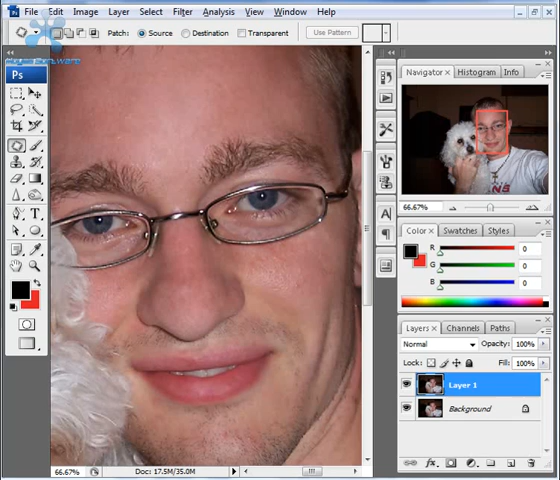 Ps File Edit Image Layer Select Filter Analysis View Window Help
Patch: Source Destination Transparent Use Pattern
Ps
Navigator × Histogram Info
66.67%
Color × Swatches Styles
R 0
G 0
B 0
Layers × Channels Paths
Normal Opacity: 100%
Lock: Fill: 100%
Layer 1
Background
66.67% Doc: 17.5M/35.0M